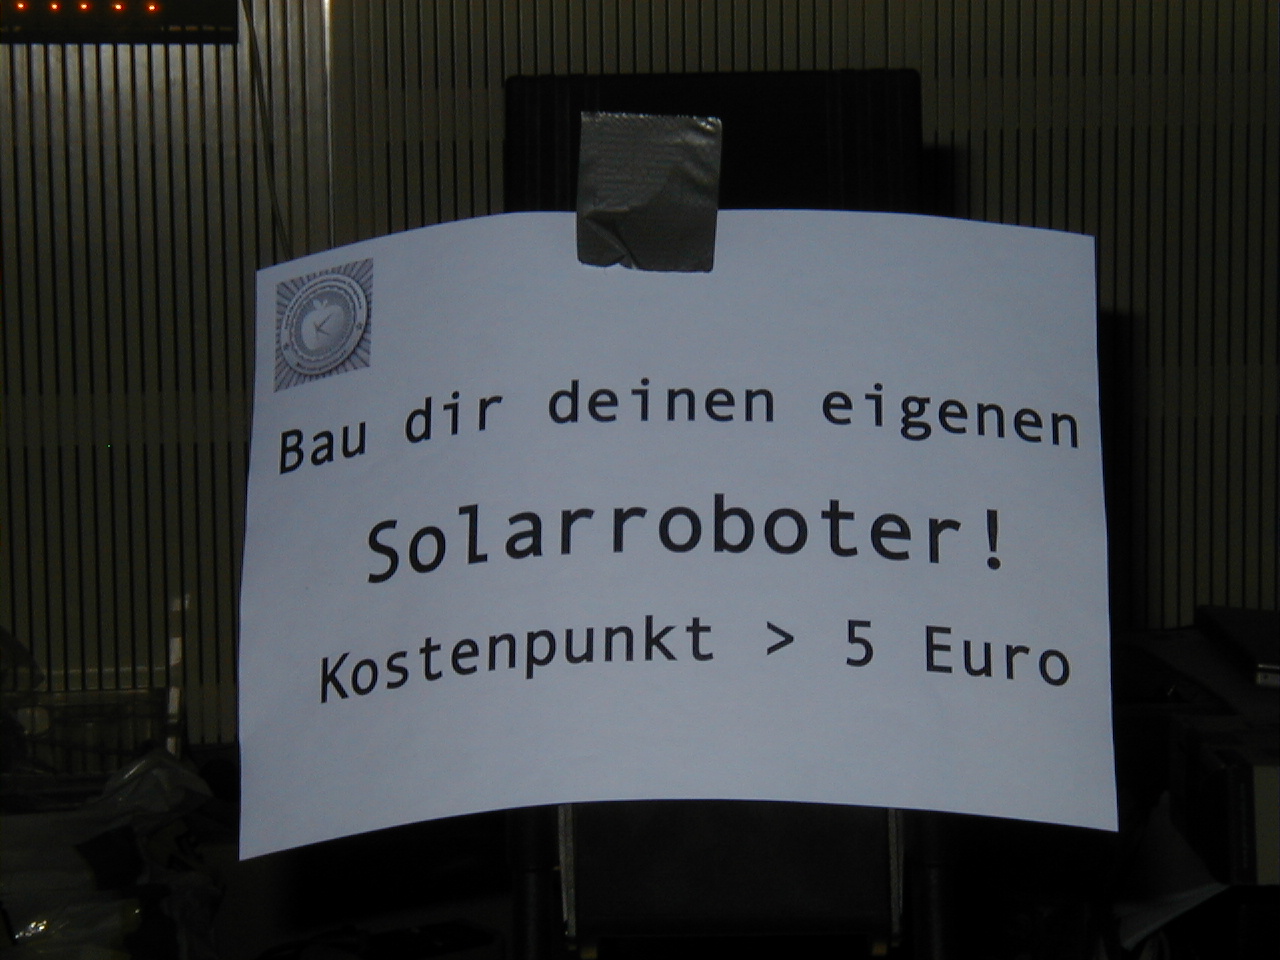 Bau dir deinen eigenen
Solarroboter!
Kostenpunkt > 5 Euro